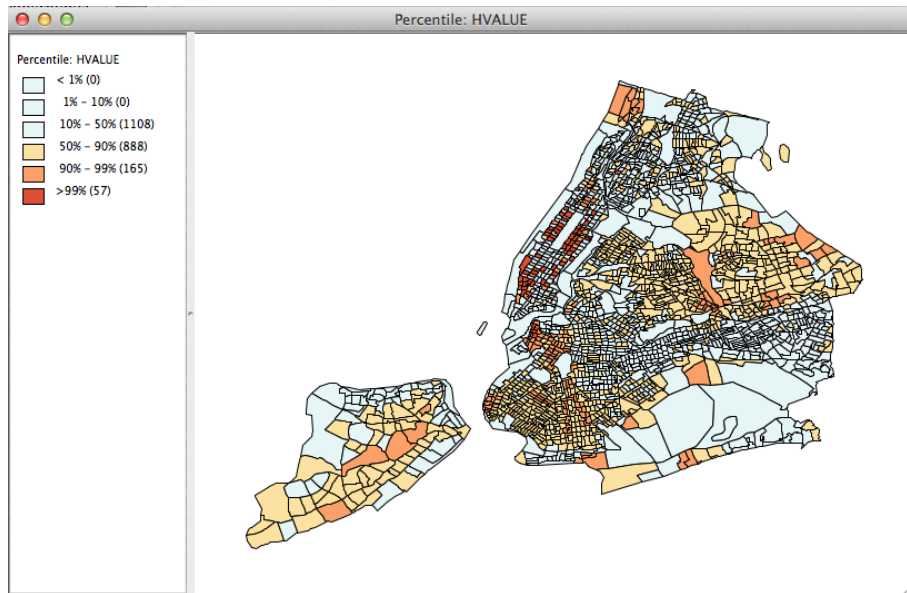 Percentile: HVALUE
Percentile: HVALUE
< 1% (0)
1% - 10% (0)
10% - 50% (1108)
50% - 90% (888)
90% - 99% (165)
>99% (57)